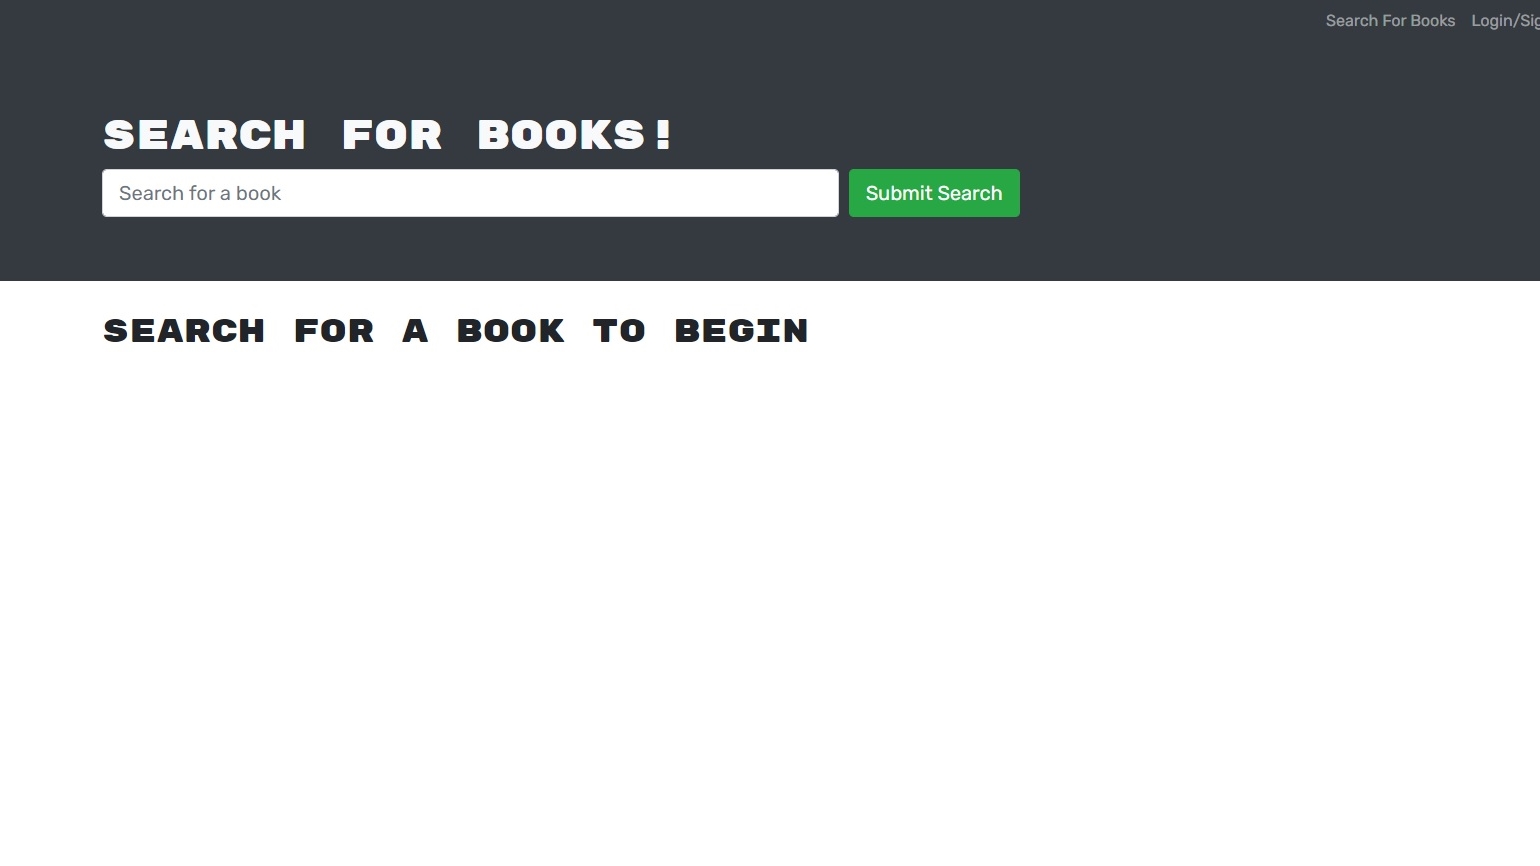 Search For Books Login/Sig
SEARCH FOR BOOKS!
Search for a book
Submit Search
SEARCH FOR A BOOK TO BEGIN